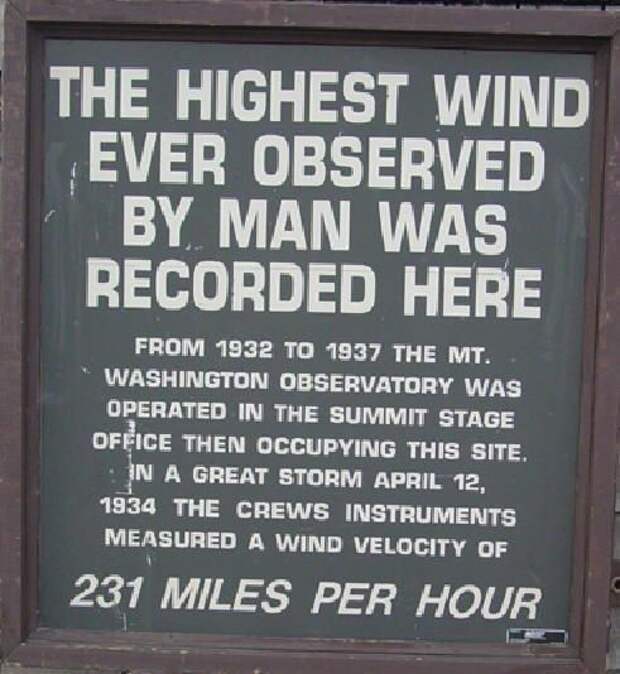 THE HIGHEST WIND
EVER OBSERVED
BY MAN WAS
RECORDED HERE
FROM 1932 TO 1937 THE MT.
WASHINGTON OBSERVATORY WAS
OPERATED IN THE SUMMIT STAGE
OFFICE THEN OCCUPYING THIS SITE.
IN A GREAT STORM APRIL 12,
1934 THE CREWS INSTRUMENTS
MEASURED A WIND VELOCITY OF
231 MILES PER HOUR